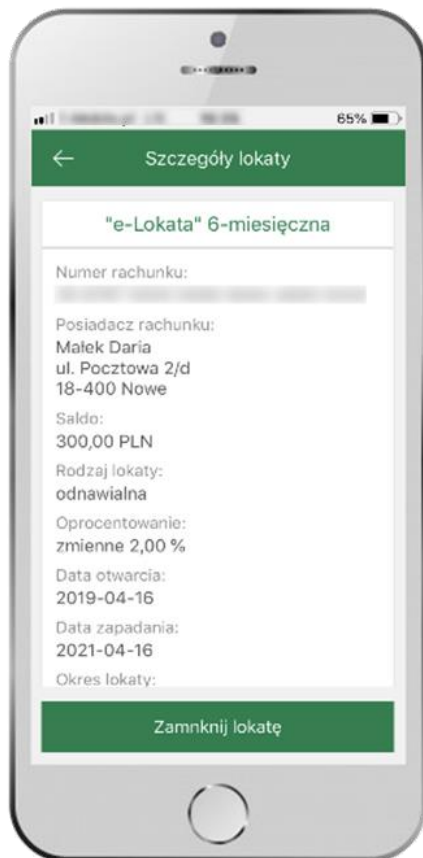 65%
Szczegóły lokaty
"e-Lokata" 6-miesięczna
Numer rachunku:
Posiadacz rachunku:
Małek Daria
ul. Pocztowa 2/d
18-400 Nowe
Saldo:
300,00 PLN
Rodzaj lokaty:
odnawialna
Oprocentowanie:
zmienne 2,00 %
Data otwarcia:
2019-04-16
Data zapadania:
2021-04-16
Okres lokaty:
Zamnknij lokatę